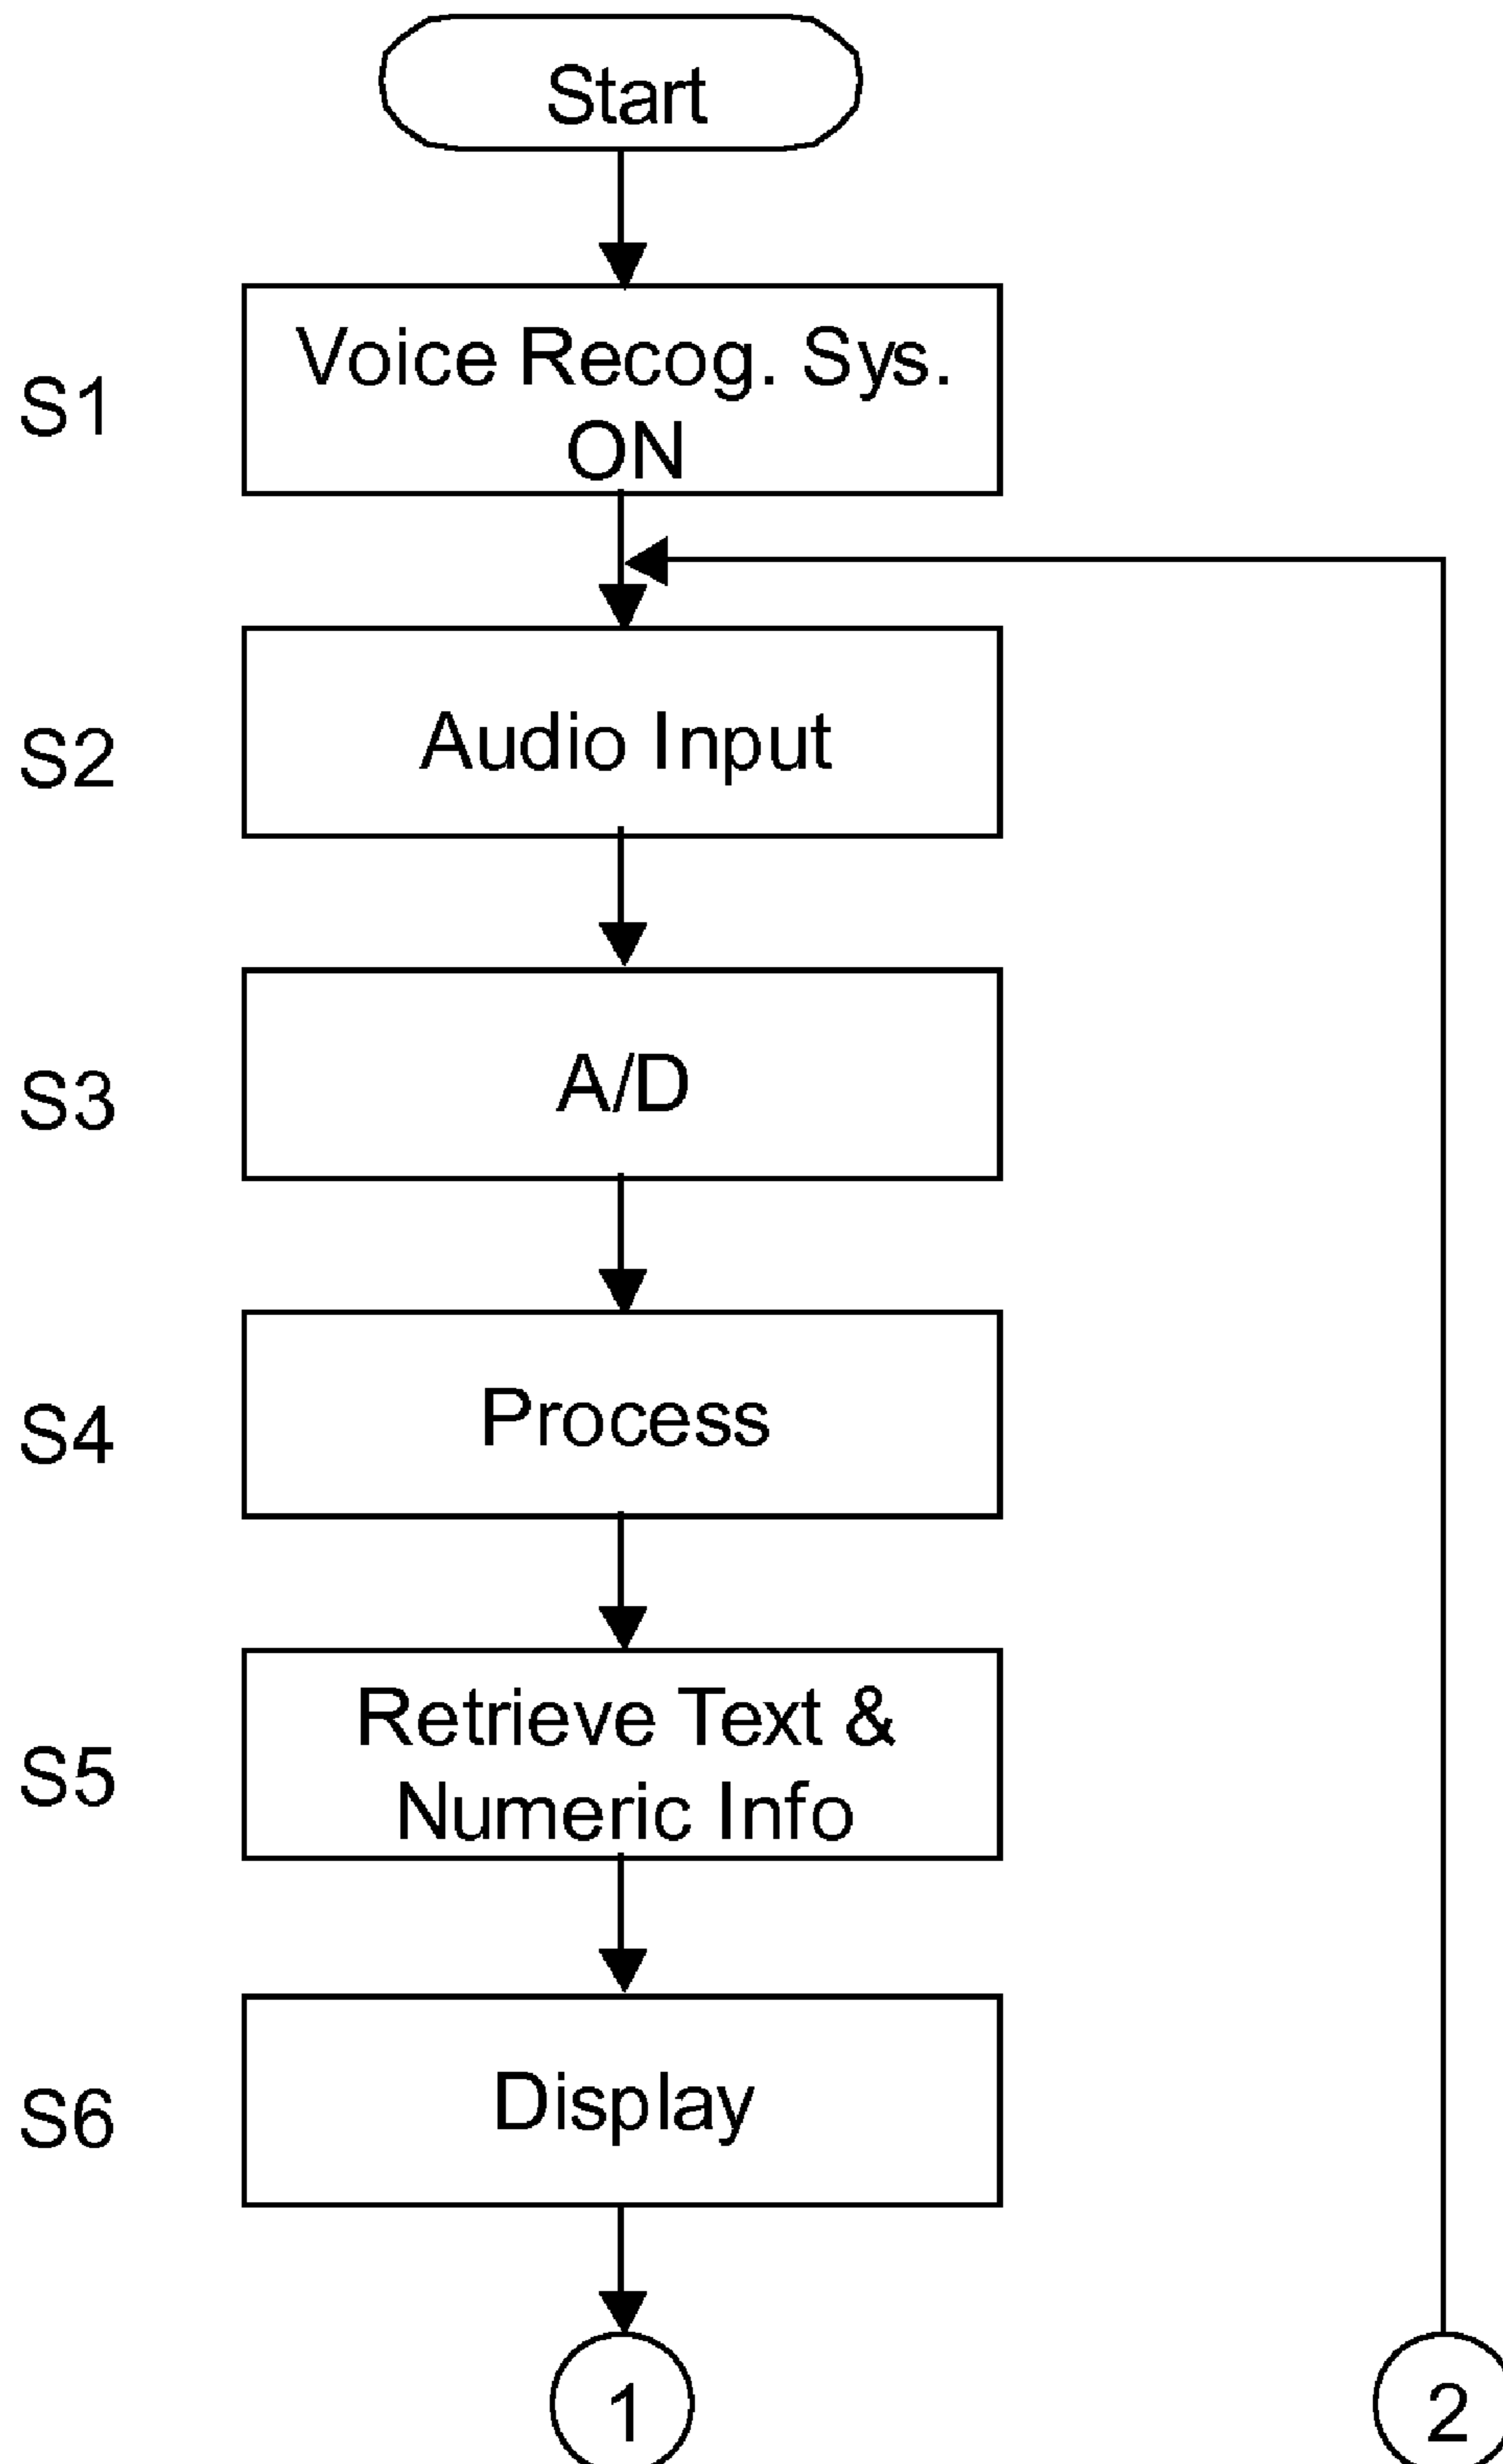 Start
S1
Voice Recog. Sys.
ON
S2
Audio Input
S3
A/D
S4
Process
S5
Retrieve Text &
Numeric Info
S6
Display
1
2